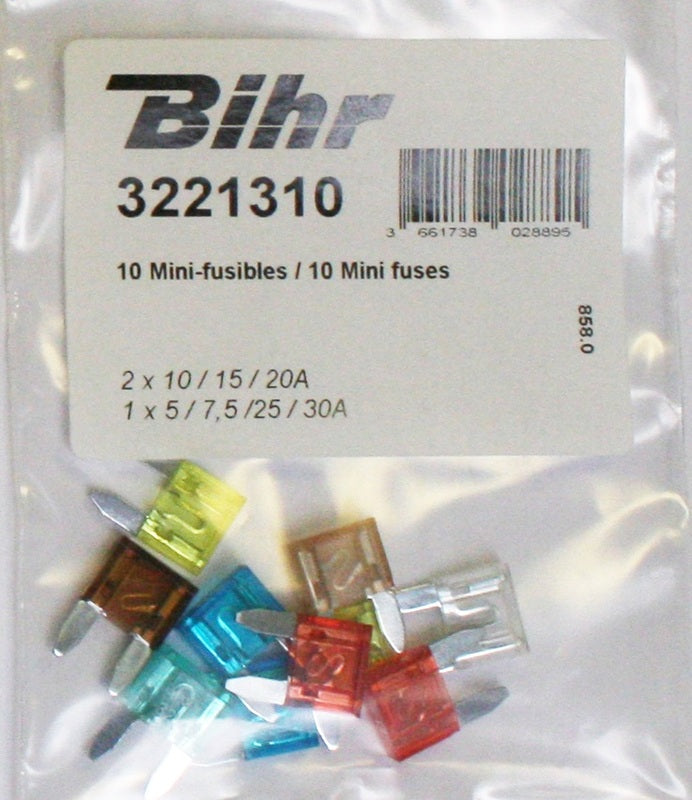 Bihr
3221310
3 661738 028895
10 Mini-fusibles / 10 Mini fuses
858.0
2 x 10 / 15 / 20A
1 x 5 / 7,5 /25 / 30A